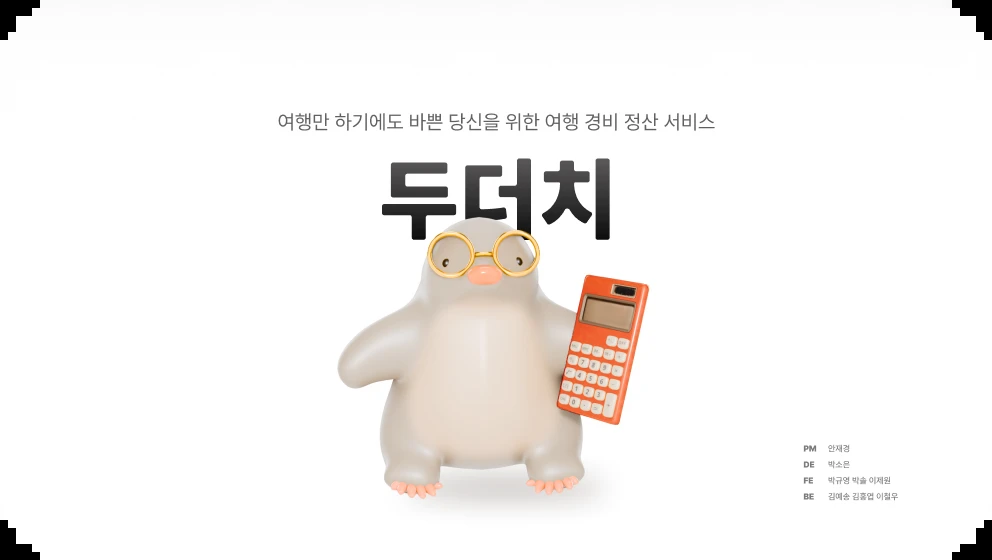 여행만 하기에도 바쁜 당신을 위한 여행 경비 정산 서비스
두더치
PM 안재경
DE 박소은
FE 박규영 박솔 이제원
BE 김예송 김홍엽 이철우